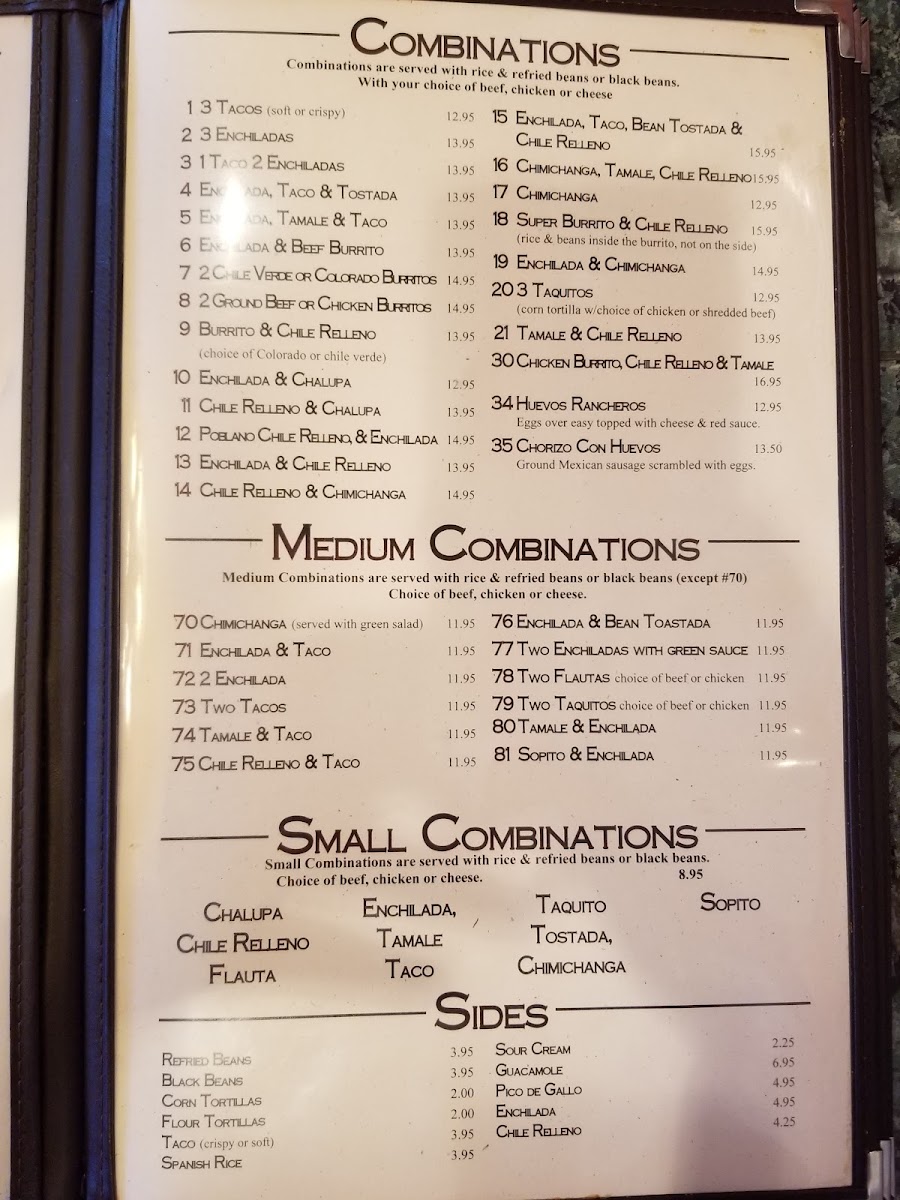 Combinations
Combinations are served with rice & refried beans or black beans.
With your choice of beef, chicken or cheese
1 3 Tacos (soft or crispy) 12.95
2 3 Enchiladas 13.95
3 1 Taco 2 Enchiladas 13.95
4 Enchilada, Taco & Tostada 13.95
5 Enchilada, Tamale & Taco 13.95
6 Enchilada & Beef Burrito 13.95
7 2 Chile Verde or Colorado Burritos 14.95
8 2 Ground Beef or Chicken Burritos 14.95
9 Burrito & Chile Relleno 13.95
(choice of Colorado or chile verde)
10 Enchilada & Chalupa 12.95
11 Chile Relleno & Chalupa 13.95
12 Poblano Chile Relleno, & Enchilada 14.95
13 Enchilada & Chile Relleno 13.95
14 Chile Relleno & Chimichanga 14.95
15 Enchilada, Taco, Bean Tostada &
Chile Relleno 15.95
16 Chimichanga, Tamale, Chile Relleno 15.95
17 Chimichanga 12.95
18 Super Burrito & Chile Relleno 15.95
(rice & beans inside the burrito, not on the side)
19 Enchilada & Chimichanga 14.95
20 3 Taquitos 12.95
(corn tortilla w/choice of chicken or shredded beef)
21 Tamale & Chile Relleno 13.95
30 Chicken Burrito, Chile Relleno & Tamale
16.95
34 Huevos Rancheros 12.95
Eggs over easy topped with cheese & red sauce.
35 Chorizo Con Huevos 13.50
Ground Mexican sausage scrambled with eggs.
Medium Combinations
Medium Combinations are served with rice & refried beans or black beans (except #70)
Choice of beef, chicken or cheese.
70 Chimichanga (served with green salad) 11.95
71 Enchilada & Taco 11.95
72 2 Enchilada 11.95
73 Two Tacos 11.95
74 Tamale & Taco 11.95
75 Chile Relleno & Taco 11.95
76 Enchilada & Bean Toastada 11.95
77 Two Enchiladas with green sauce 11.95
78 Two Flautas choice of beef or chicken 11.95
79 Two Taquitos choice of beef or chicken 11.95
80 Tamale & Enchilada 11.95
81 Sopito & Enchilada 11.95
Small Combinations
Small Combinations are served with rice & refried beans or black beans.
Choice of beef, chicken or cheese. 8.95
Chalupa
Chile Relleno
Flauta
Enchilada,
Tamale
Taco
Taquito
Tostada,
Chimichanga
Sopito
Sides
Refried Beans 3.95
Black Beans 3.95
Corn Tortillas 2.00
Flour Tortillas 2.00
Taco (crispy or soft) 3.95
Spanish Rice 3.95
Sour Cream 2.25
Guacamole 6.95
Pico de Gallo 4.95
Enchilada 4.95
Chile Relleno 4.25